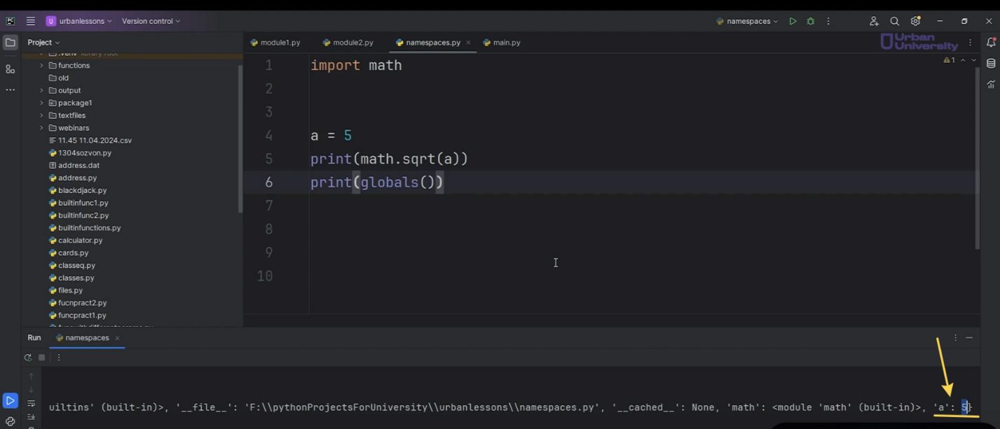 PC
U urbanlessons
Version control
namespaces
Project
module1.py
module2.py
namespaces.py
main.py
Urban
University
.venv library root
functions
old
output
package1
textfiles
webinars
11.45 11.04.2024.csv
1304sozvon.py
address.dat
address.py
blackdjack.py
builtinfunc1.py
builtinfunc2.py
builtinfunctions.py
calculator.py
cards.py
classeq.py
classes.py
files.py
fucnpract2.py
funcpract1.py
1 import math
2
3
4 a = 5
5 print(math.sqrt(a))
6 print(globals())
7
8
9
10
1
Run
namespaces
uiltins' (built-in)>, '__file__': 'F:\\pythonProjectsForUniversity\\urbanlessons\\namespaces.py', '__cached__': None, 'math': <module 'math' (built-in)>, 'a': 5}